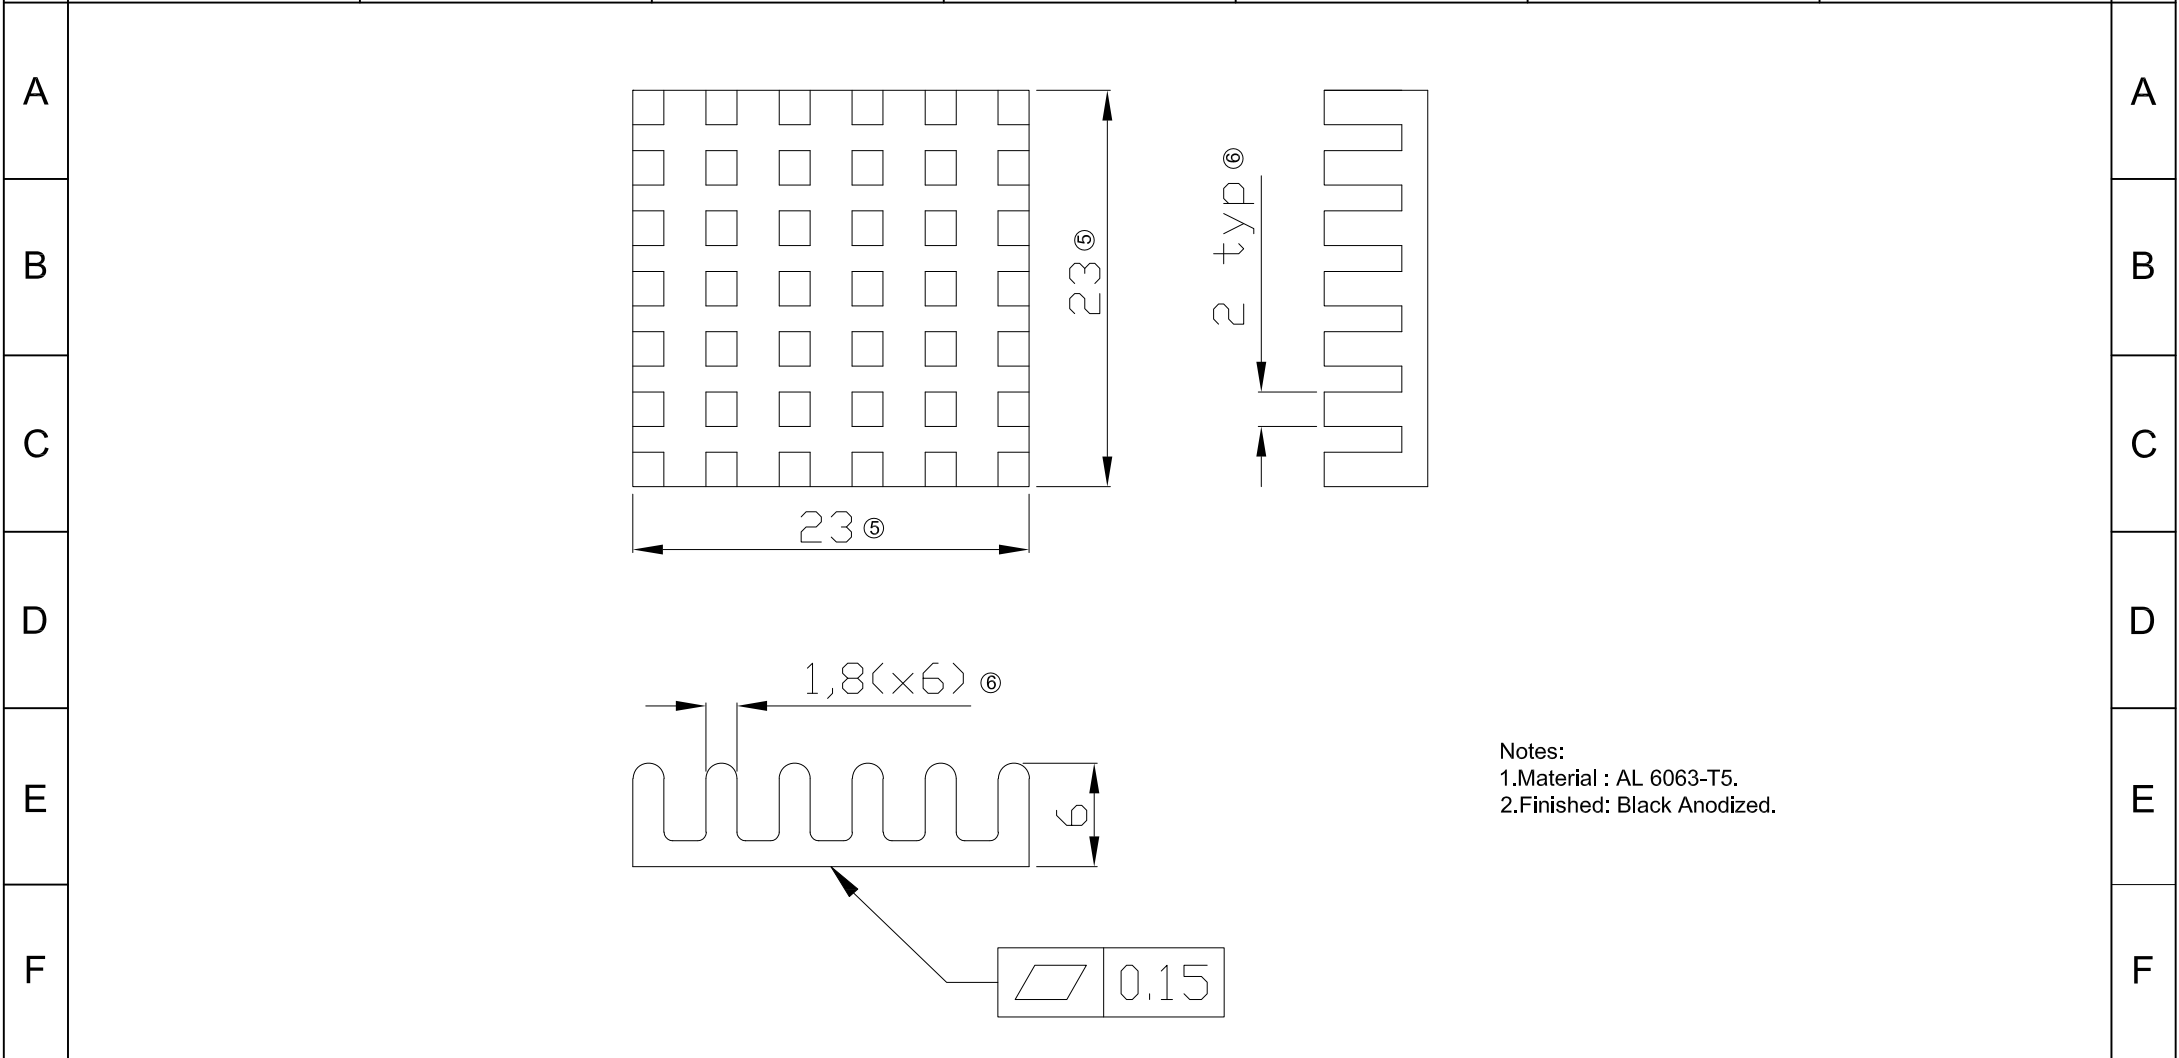 A A
B B
C C
D D
E E
F F
23⑤
2 typ⑥
23⑤
1,8(x6)⑥
6
0.15
Notes:
1.Material : AL 6063-T5.
2.Finished: Black Anodized.